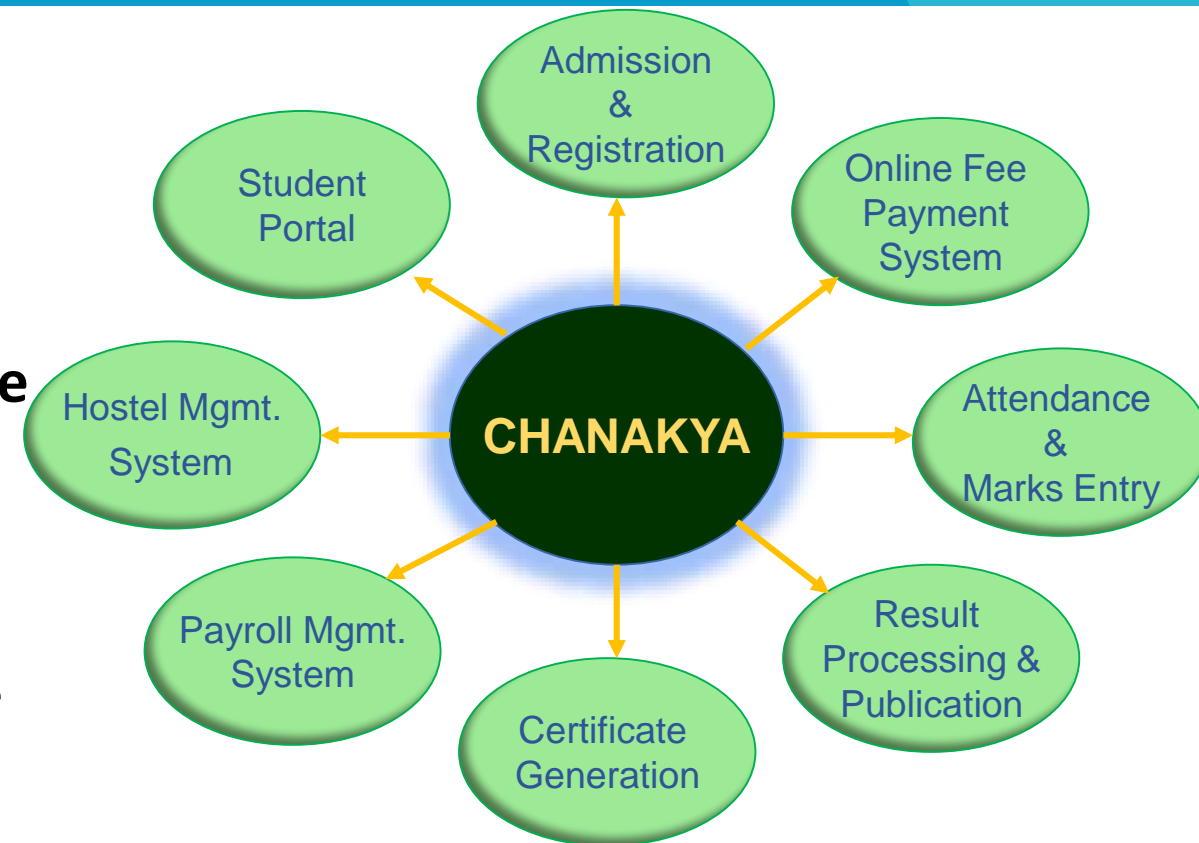 Admission
&
Registration
Online Fee
Payment
System
Attendance
&
Marks Entry
Result
Processing &
Publication
Certificate
Generation
Payroll Mgmt.
System
Hostel Mgmt.
System
Student
Portal
CHANAKYA
e